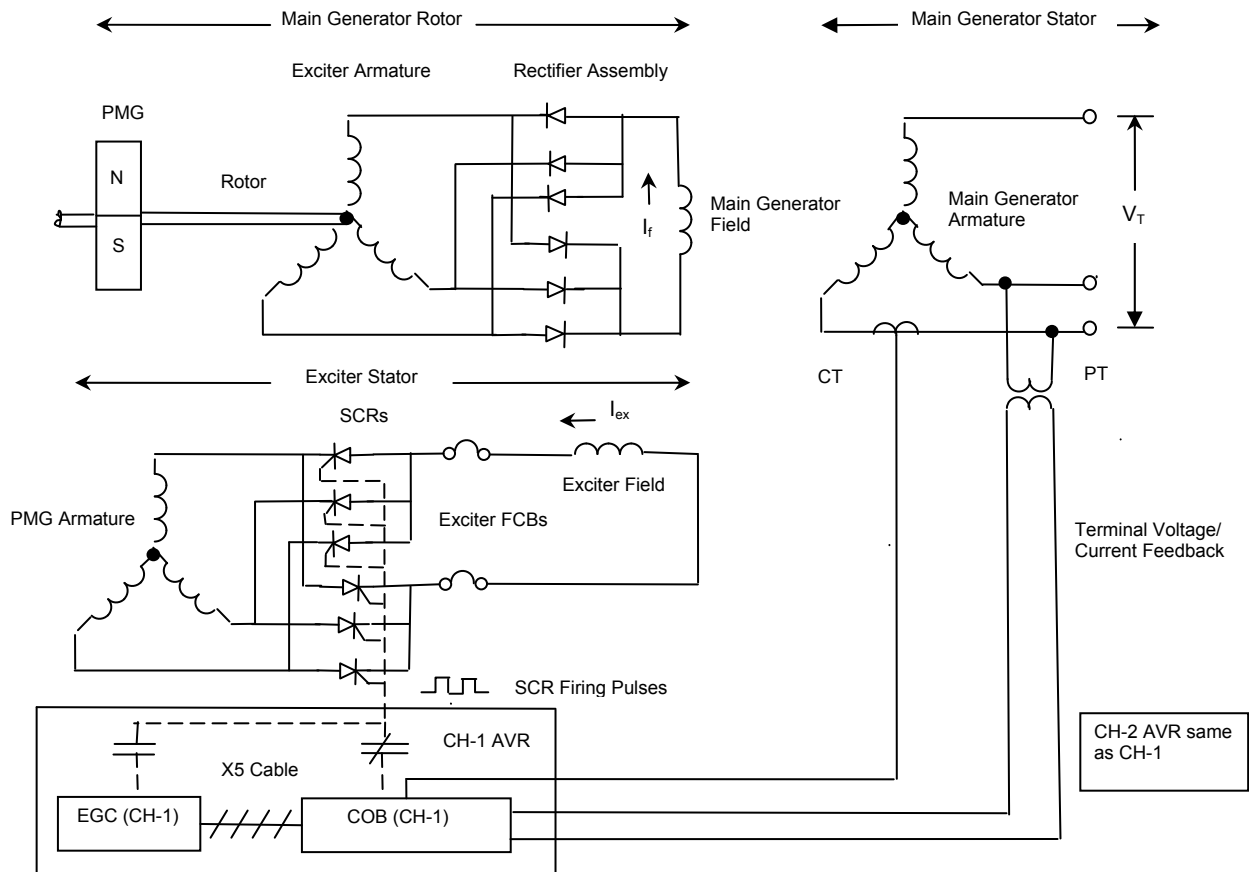 Main Generator Rotor
Main Generator Stator
Exciter Armature
Rectifier Assembly
PMG
N
S
Rotor
I_f
Main Generator
Field
Main Generator
Armature
V_T
CT
PT
Exciter Stator
SCRs
I_ex
Exciter Field
PMG Armature
Exciter FCBs
Terminal Voltage/
Current Feedback
SCR Firing Pulses
CH-1 AVR
X5 Cable
EGC (CH-1)
COB (CH-1)
CH-2 AVR same
as CH-1